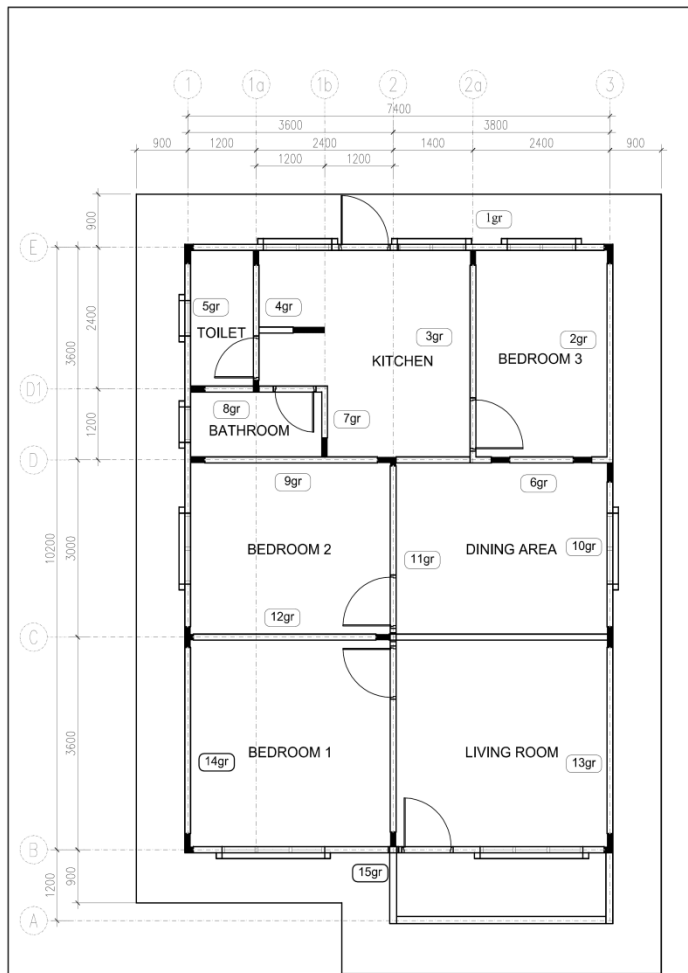 1 1a 1b 2 2a 3
7400
3600 3800
900 1200 2400 1400 2400 900
1200 1200
900
E
1gr
5gr 4gr
TOILET
2400
3gr 2gr
KITCHEN BEDROOM 3
3600
D1
8gr 7gr
BATHROOM
1200
D
9gr 6gr
BEDROOM 2 DINING AREA 10gr
11gr
10200 3000
12gr
C
3600
BEDROOM 1 LIVING ROOM
14gr 13gr
B
15gr
1200 900
A